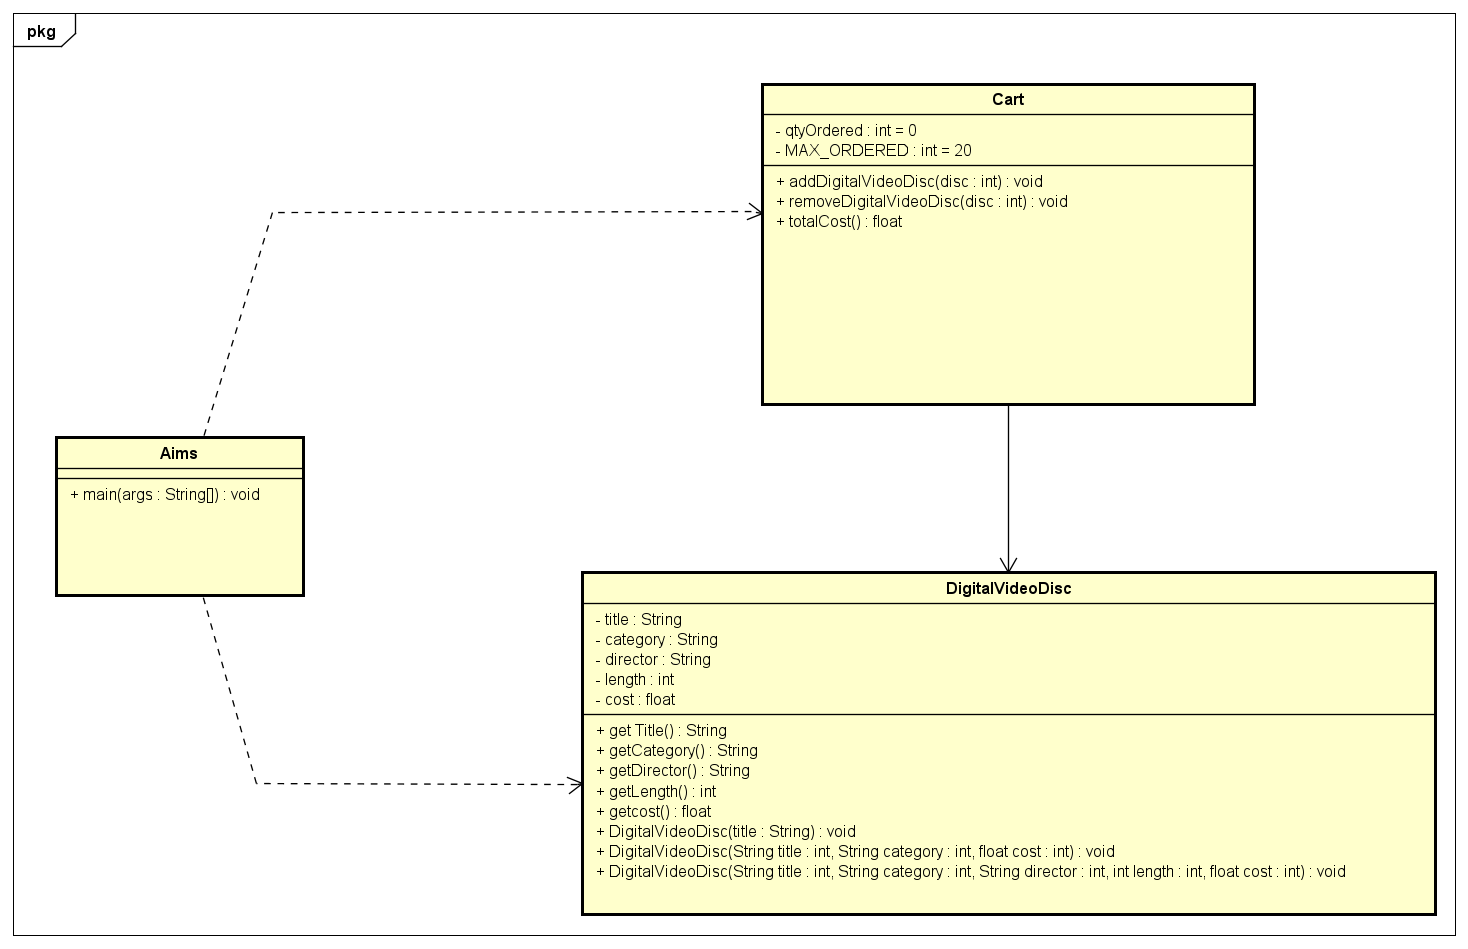 pkg
Cart
- qtyOrdered : int = 0
- MAX_ORDERED : int = 20
+ addDigitalVideoDisc(disc : int) : void
+ removeDigitalVideoDisc(disc : int) : void
+ totalCost() : float
Aims
+ main(args : String[]) : void
DigitalVideoDisc
- title : String
- category : String
- director : String
- length : int
- cost : float
+ get Title() : String
+ getCategory() : String
+ getDirector() : String
+ getLength() : int
+ getcost() : float
+ DigitalVideoDisc(title : String) : void
+ DigitalVideoDisc(String title : int, String category : int, float cost : int) : void
+ DigitalVideoDisc(String title : int, String category : int, String director : int, int length : int, float cost : int) : void